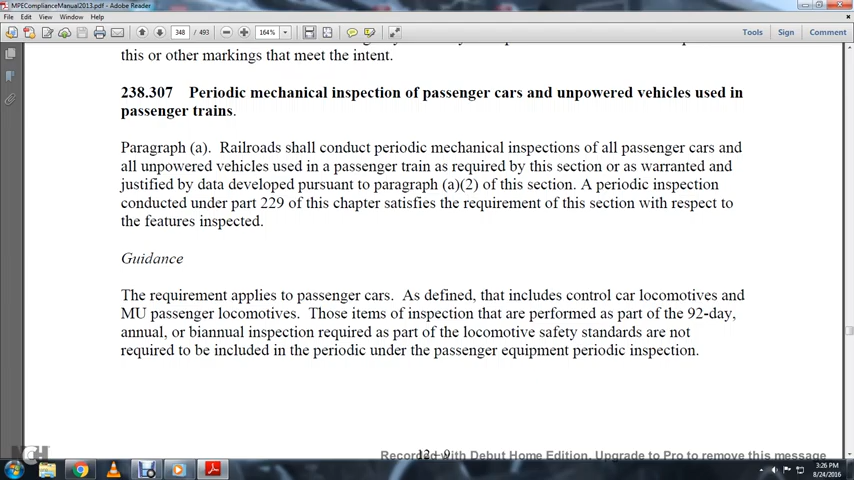 MPEComplianceManual2013.pdf - Adobe Reader
File Edit View Window Help
348 / 493 164% Tools Sign Comment
this or other markings that meet the intent.
238.307 Periodic mechanical inspection of passenger cars and unpowered vehicles used in
passenger trains.
Paragraph (a). Railroads shall conduct periodic mechanical inspections of all passenger cars and
all unpowered vehicles used in a passenger train as required by this section or as warranted and
justified by data developed pursuant to paragraph (a)(2) of this section. A periodic inspection
conducted under part 229 of this chapter satisfies the requirement of this section with respect to
the features inspected.
Guidance
The requirement applies to passenger cars. As defined, that includes control car locomotives and
MU passenger locomotives. Those items of inspection that are performed as part of the 92-day,
annual, or biannual inspection required as part of the locomotive safety standards are not
required to be included in the periodic under the passenger equipment periodic inspection.
12 - 9
Recorded with Debut Home Edition. Upgrade to Pro to remove this message
NCH
3:26 PM
8/24/2016